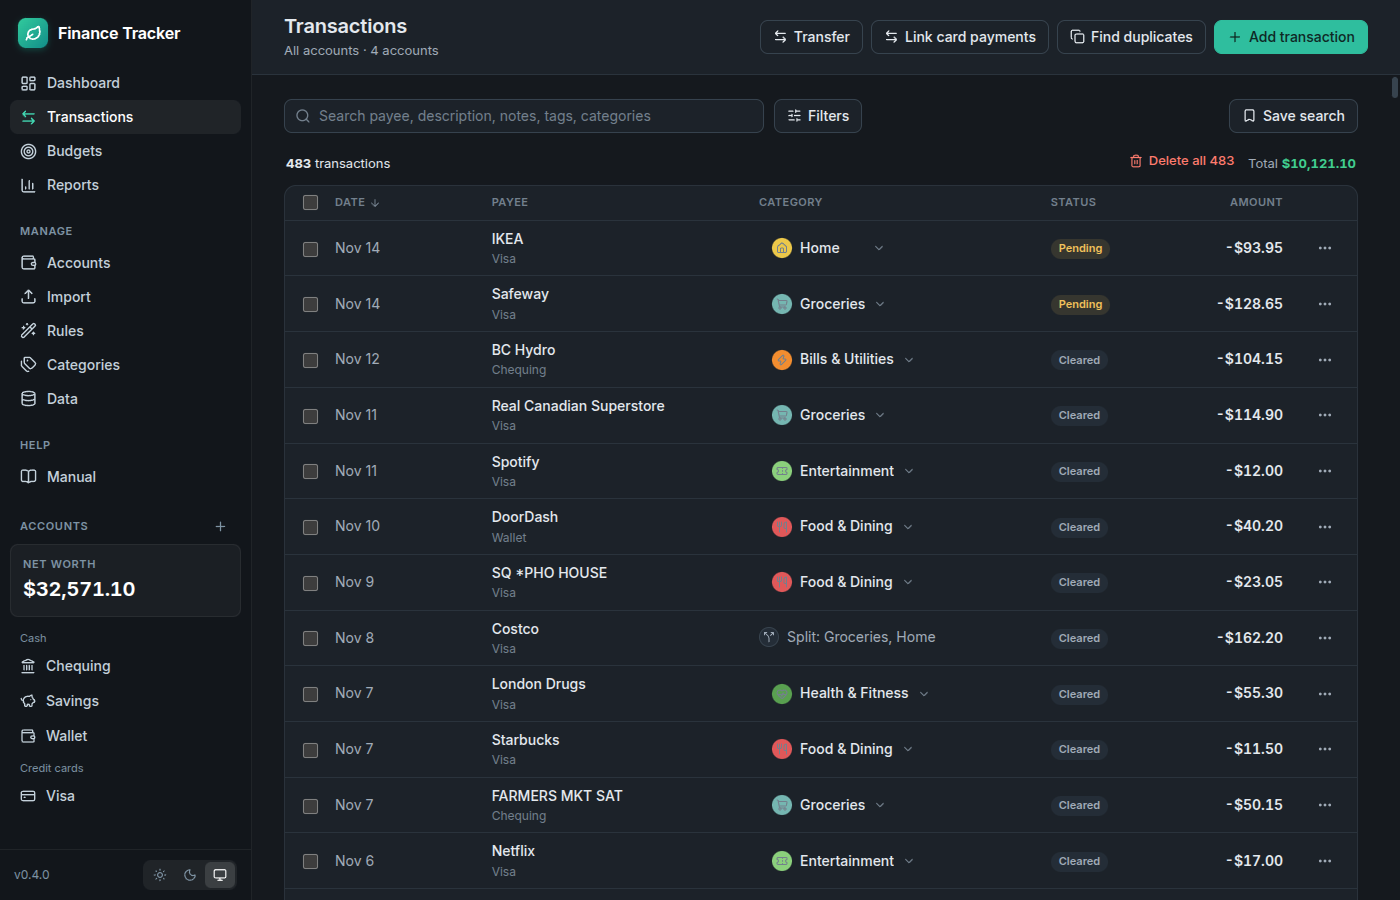 Finance Tracker
Dashboard
Transactions
Budgets
Reports
MANAGE
Accounts
Import
Rules
Categories
Data
HELP
Manual
ACCOUNTS
NET WORTH
$32,571.10
Cash
Chequing
Savings
Wallet
Credit cards
Visa
v0.4.0
Transactions
All accounts · 4 accounts
Transfer
Link card payments
Find duplicates
Add transaction
Search payee, description, notes, tags, categories
Filters
Save search
483 transactions
Delete all 483
Total $10,121.10
DATE PAYEE CATEGORY STATUS AMOUNT
Nov 14 IKEA Home Pending -$93.95
Visa
Nov 14 Safeway Groceries Pending -$128.65
Visa
Nov 12 BC Hydro Bills & Utilities Cleared -$104.15
Chequing
Nov 11 Real Canadian Superstore Groceries Cleared -$114.90
Visa
Nov 11 Spotify Entertainment Cleared -$12.00
Visa
Nov 10 DoorDash Food & Dining Cleared -$40.20
Wallet
Nov 9 SQ *PHO HOUSE Food & Dining Cleared -$23.05
Visa
Nov 8 Costco Split: Groceries, Home Cleared -$162.20
Visa
Nov 7 London Drugs Health & Fitness Cleared -$55.30
Visa
Nov 7 Starbucks Food & Dining Cleared -$11.50
Visa
Nov 7 FARMERS MKT SAT Groceries Cleared -$50.15
Chequing
Nov 6 Netflix Entertainment Cleared -$17.00
Visa